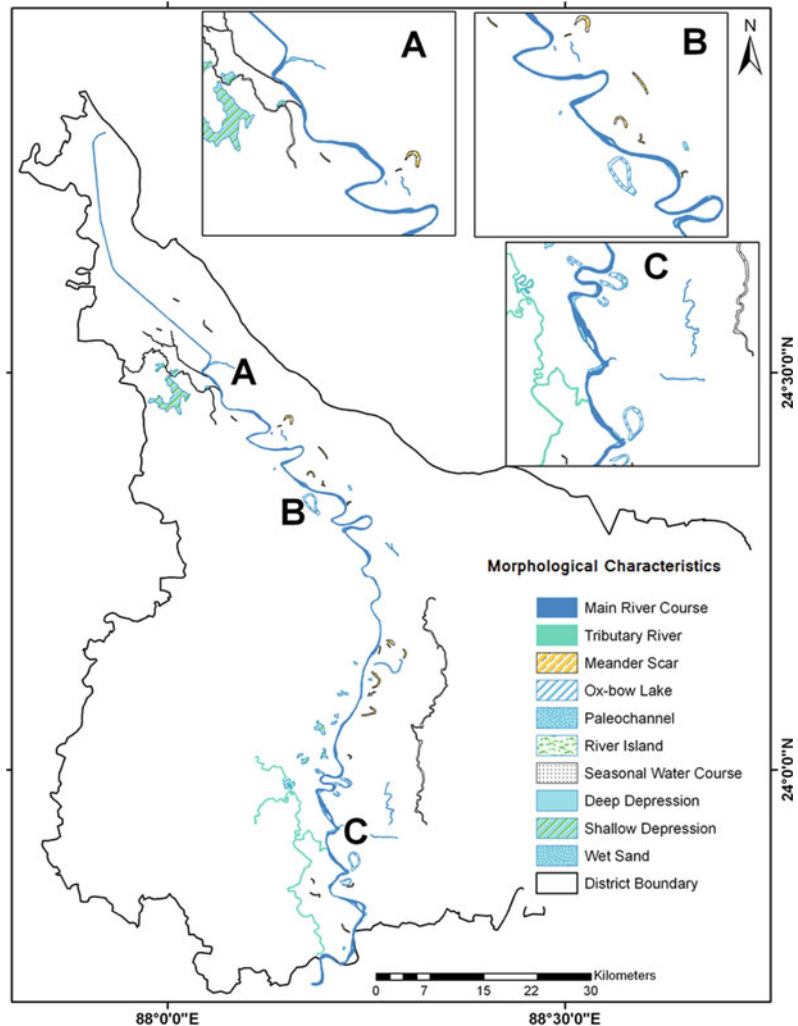 A
B
N
C
24°30'0"N
A
B
Morphological Characteristics
Main River Course
Tributary River
Meander Scar
Ox-bow Lake
Paleochannel
River Island
Seasonal Water Course
Deep Depression
Shallow Depression
Wet Sand
District Boundary
24°0'0"N
C
Kilometers
0 7 15 22 30
88°0'0"E
88°30'0"E